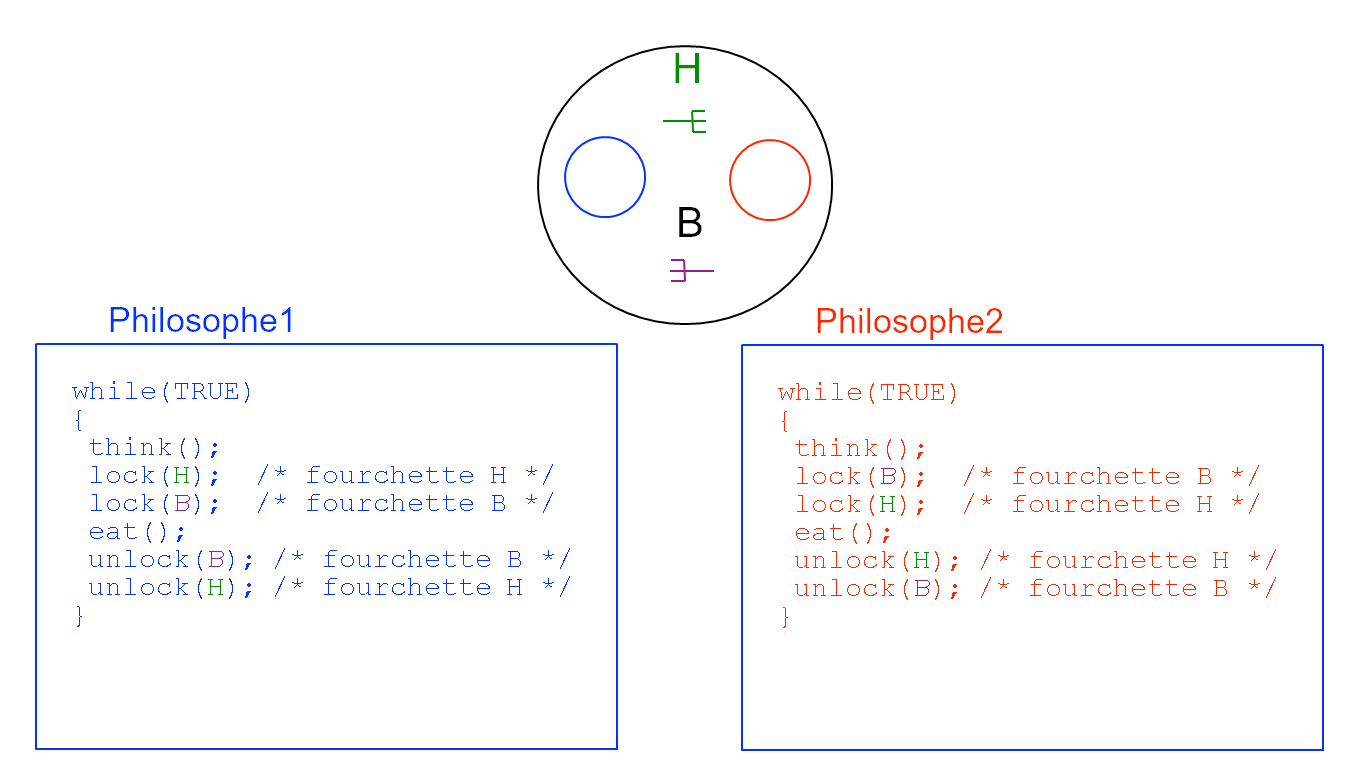 H
B
Philosophe1
while(TRUE)
{
think();
lock(H); /* fourchette H */
lock(B); /* fourchette B */
eat();
unlock(B); /* fourchette B */
unlock(H); /* fourchette H */
}
Philosophe2
while(TRUE)
{
think();
lock(B); /* fourchette B */
lock(H); /* fourchette H */
eat();
unlock(H); /* fourchette H */
unlock(B); /* fourchette B */
}